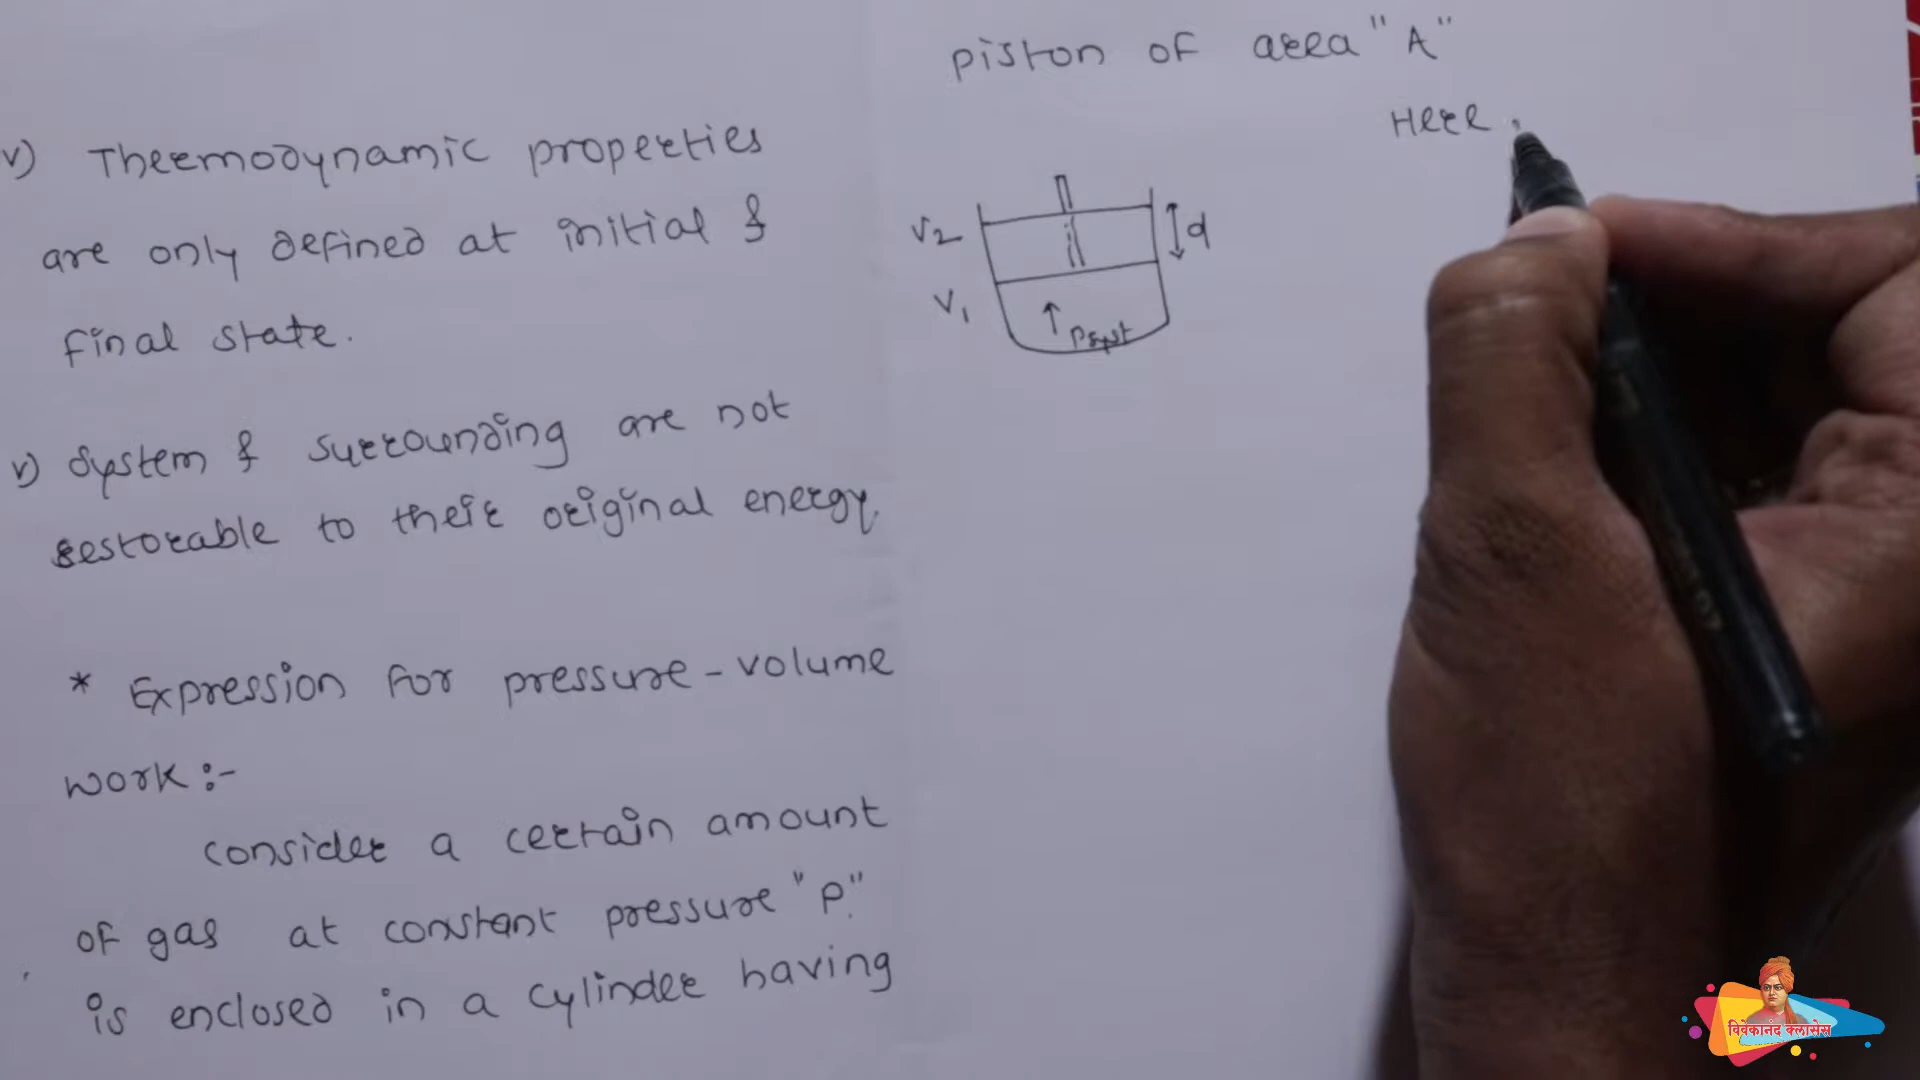 v) Thermodynamic properties
are only defined at initial &
final state.
v) System & surrounding are not
restorable to their original energy.
* Expression for pressure-volume
work :-
consider a certain amount
of gas at constant pressure "P."
is enclosed in a cylinder having
piston of area "A"
Here,
V2
d
V1
विवेकानंद क्लासेस